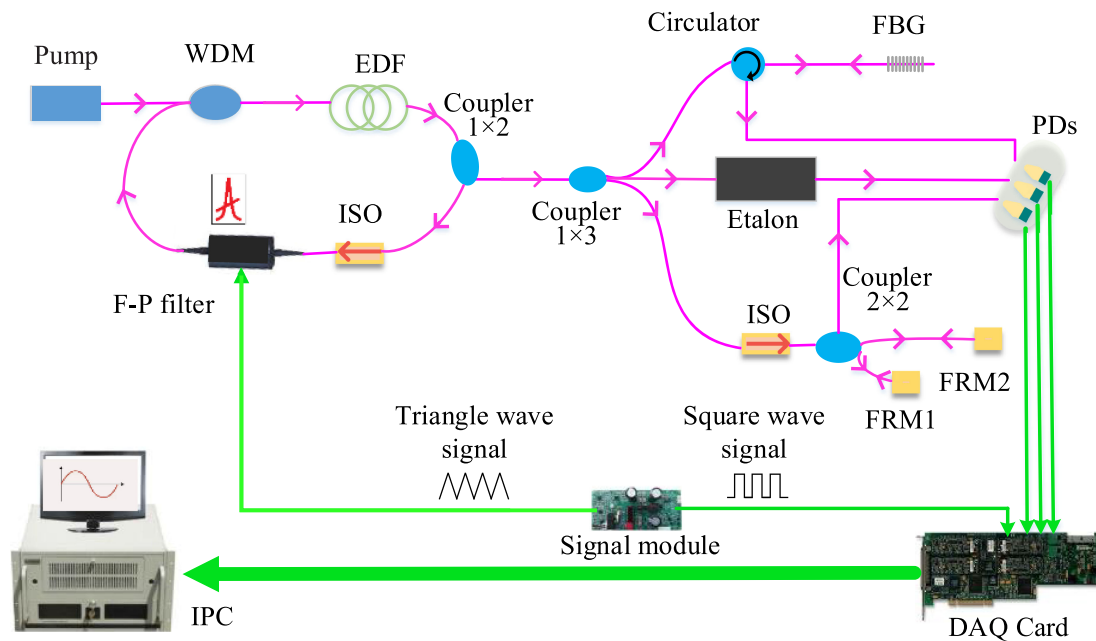 Circulator
FBG
Pump
WDM
EDF
Coupler
1×2
PDs
ISO
Coupler
1×3
Etalon
F-P filter
Coupler
2×2
ISO
FRM2
FRM1
Triangle wave
signal
Square wave
signal
Signal module
IPC
DAQ Card